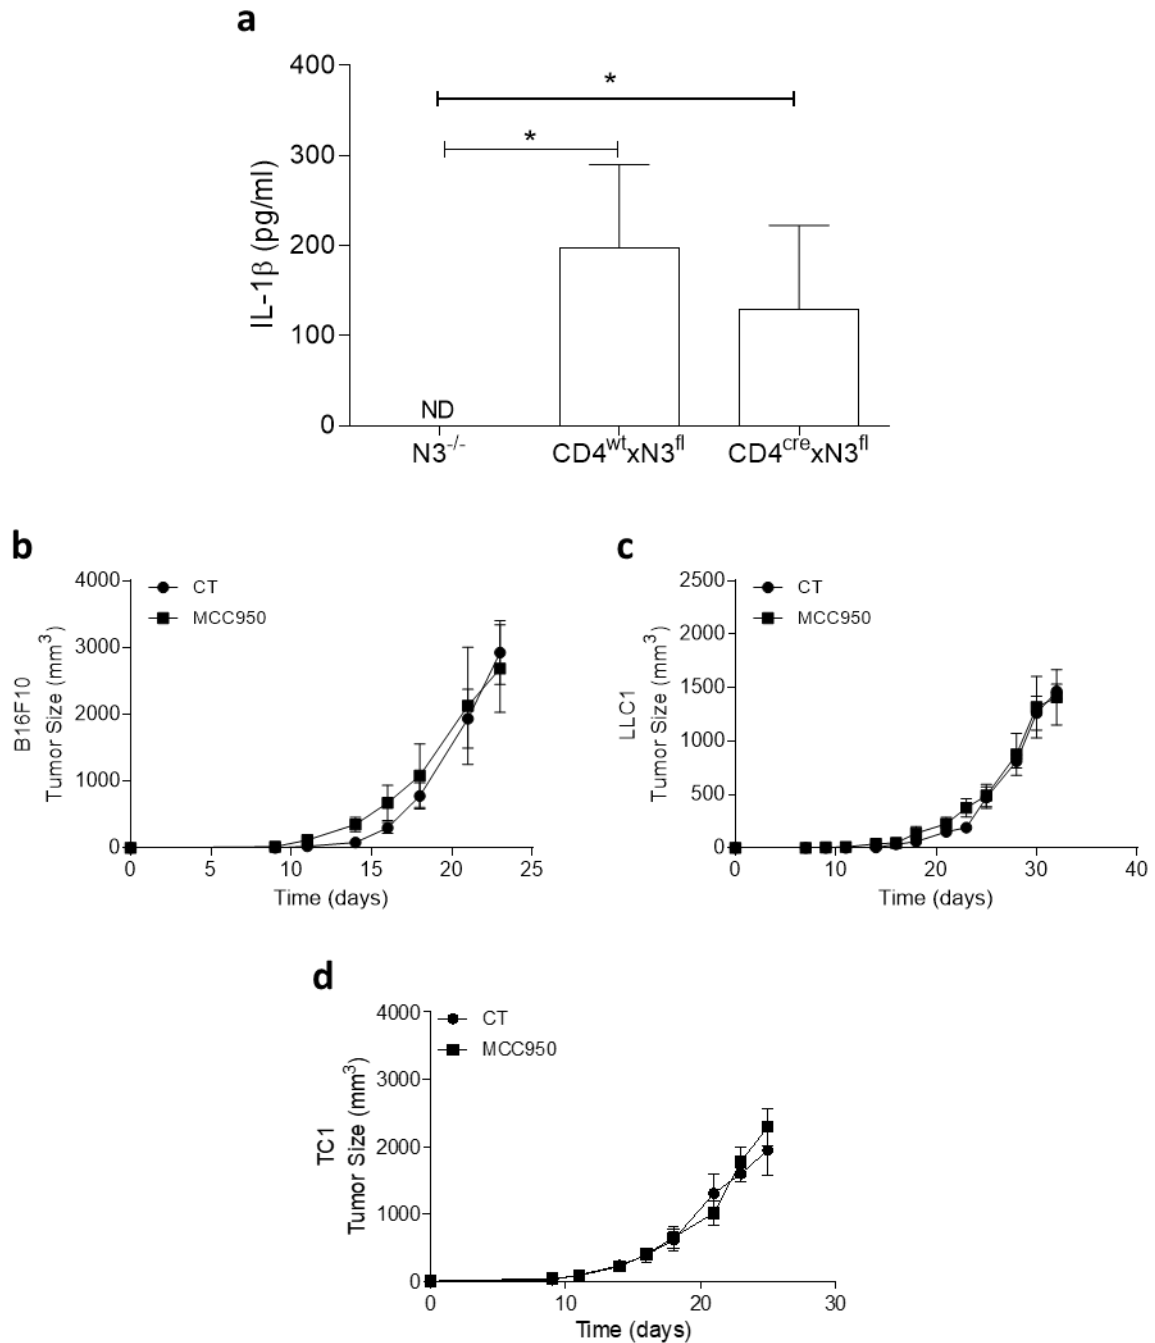 a
400
300
200
100
0
IL-1β (pg/ml)
*
*
ND
N3-/-
CD4wtxN3fl
CD4crexN3fl
b
B16F10
Tumor Size (mm3)
4000
3000
2000
1000
0
CT
MCC950
0 5 10 15 20 25
Time (days)
c
LLC1
Tumor Size (mm3)
2500
2000
1500
1000
500
0
CT
MCC950
0 10 20 30 40
Time (days)
d
TC1
Tumor Size (mm3)
4000
3000
2000
1000
0
CT
MCC950
0 10 20 30
Time (days)